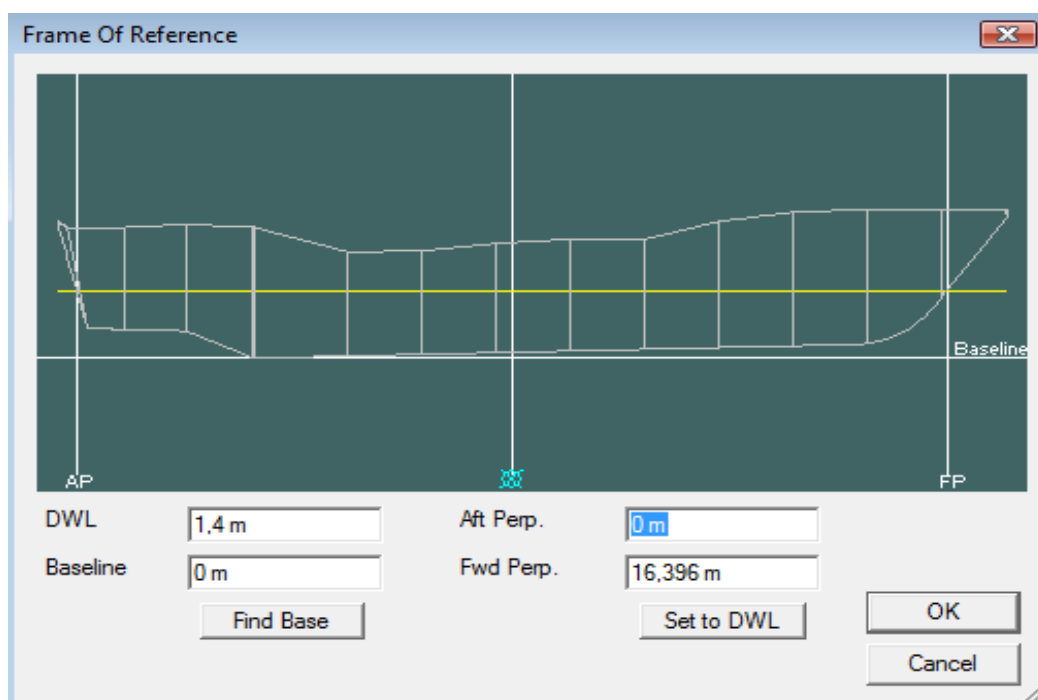 Frame Of Reference
Baseline
AP
FP
DWL 1,4 m Aft Perp. 0 m
Baseline 0 m Fwd Perp. 16,396 m
Find Base Set to DWL OK
Cancel